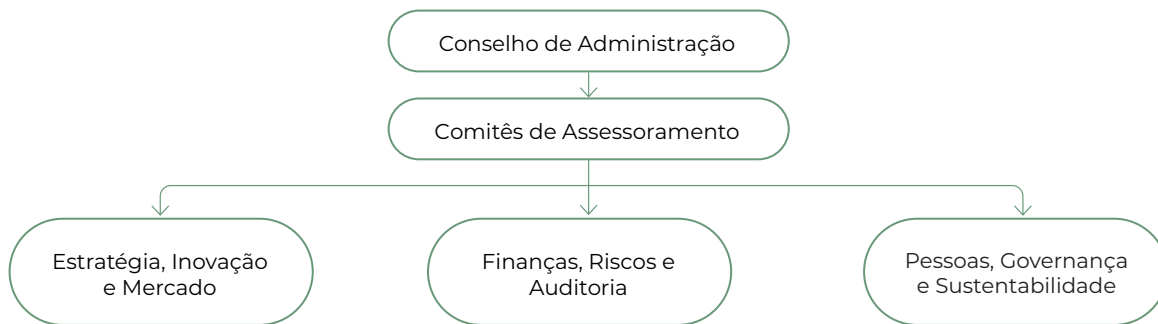 Conselho de Administração
Comitês de Assessoramento
Estratégia, Inovação
e Mercado
Finanças, Riscos e
Auditoria
Pessoas, Governança
e Sustentabilidade